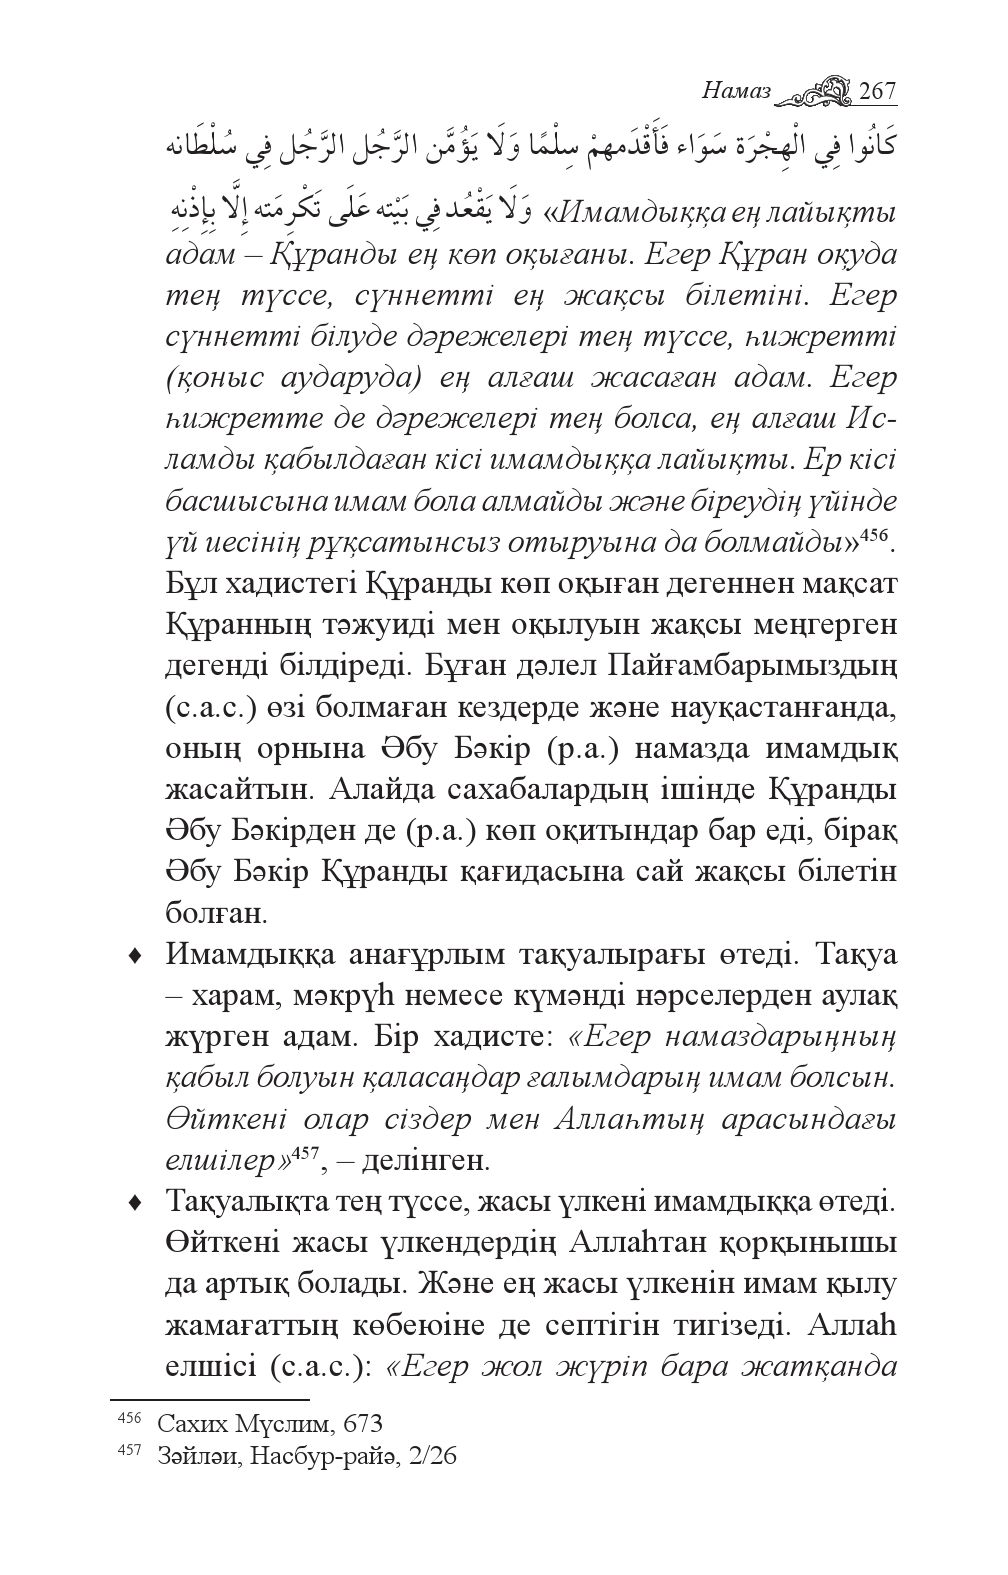 Намаз 267
كَانُوا فِي الْهِجْرَة سَوَاء فَأَقْدَمهمْ سِلْمًا وَلَا يَؤُمَّن الرَّجُل الرَّجُل فِي سُلْطَانه
وَلَا يَقْعُد فِي بَيْته عَلَى تَكْرِمَته إِلَّا بِإِذْنِهِ «Имамдыққа ең лайықты
адам – Құранды ең көп оқығаны. Егер Құран оқуда
тең түссе, сүннетті ең жақсы білетіні. Егер
сүннетті білуде дәрежелері тең түссе, һижретті
(қоныс аударуда) ең алғаш жасаған адам. Егер
һижретте де дәрежелері тең болса, ең алғаш Ис-
ламды қабылдаған кісі имамдыққа лайықты. Ер кісі
басшысына имам бола алмайды және біреудің үйінде
үй иесінің рұқсатынсыз отыруына да болмайды»⁴⁵⁶.
Бұл хадистегі Құранды көп оқыған дегеннен мақсат
Құранның тәжуиді мен оқылуын жақсы меңгерген
дегенді білдіреді. Бұған дәлел Пайғамбарымыздың
(с.а.с.) өзі болмаған кездерде және науқастанғанда,
оның орнына Әбу Бәкір (р.а.) намазда имамдық
жасайтын. Алайда сахабалардың ішінде Құранды
Әбу Бәкірден де (р.а.) көп оқитындар бар еді, бірақ
Әбу Бәкір Құранды қағидасына сай жақсы білетін
болған.
♦ Имамдыққа анағұрлым тақуалырағы өтеді. Тақуа
– харам, мәкрүһ немесе күмәнді нәрселерден аулақ
жүрген адам. Бір хадисте: «Егер намаздарыңның
қабыл болуын қаласаңдар ғалымдарың имам болсын.
Өйткені олар сіздер мен Аллаһтың арасындағы
елшілер»⁴⁵⁷, – делінген.
♦ Тақуалықта тең түссе, жасы үлкені имамдыққа өтеді.
Өйткені жасы үлкендердің Аллаһтан қорқынышы
да артық болады. Және ең жасы үлкенін имам қылу
жамағаттың көбеюіне де септігін тигізеді. Аллаһ
елшісі (с.а.с.): «Егер жол жүріп бара жатқанда
⁴⁵⁶ Сахих Мүслим, 673
⁴⁵⁷ Зәйләи, Насбур-райә, 2/26